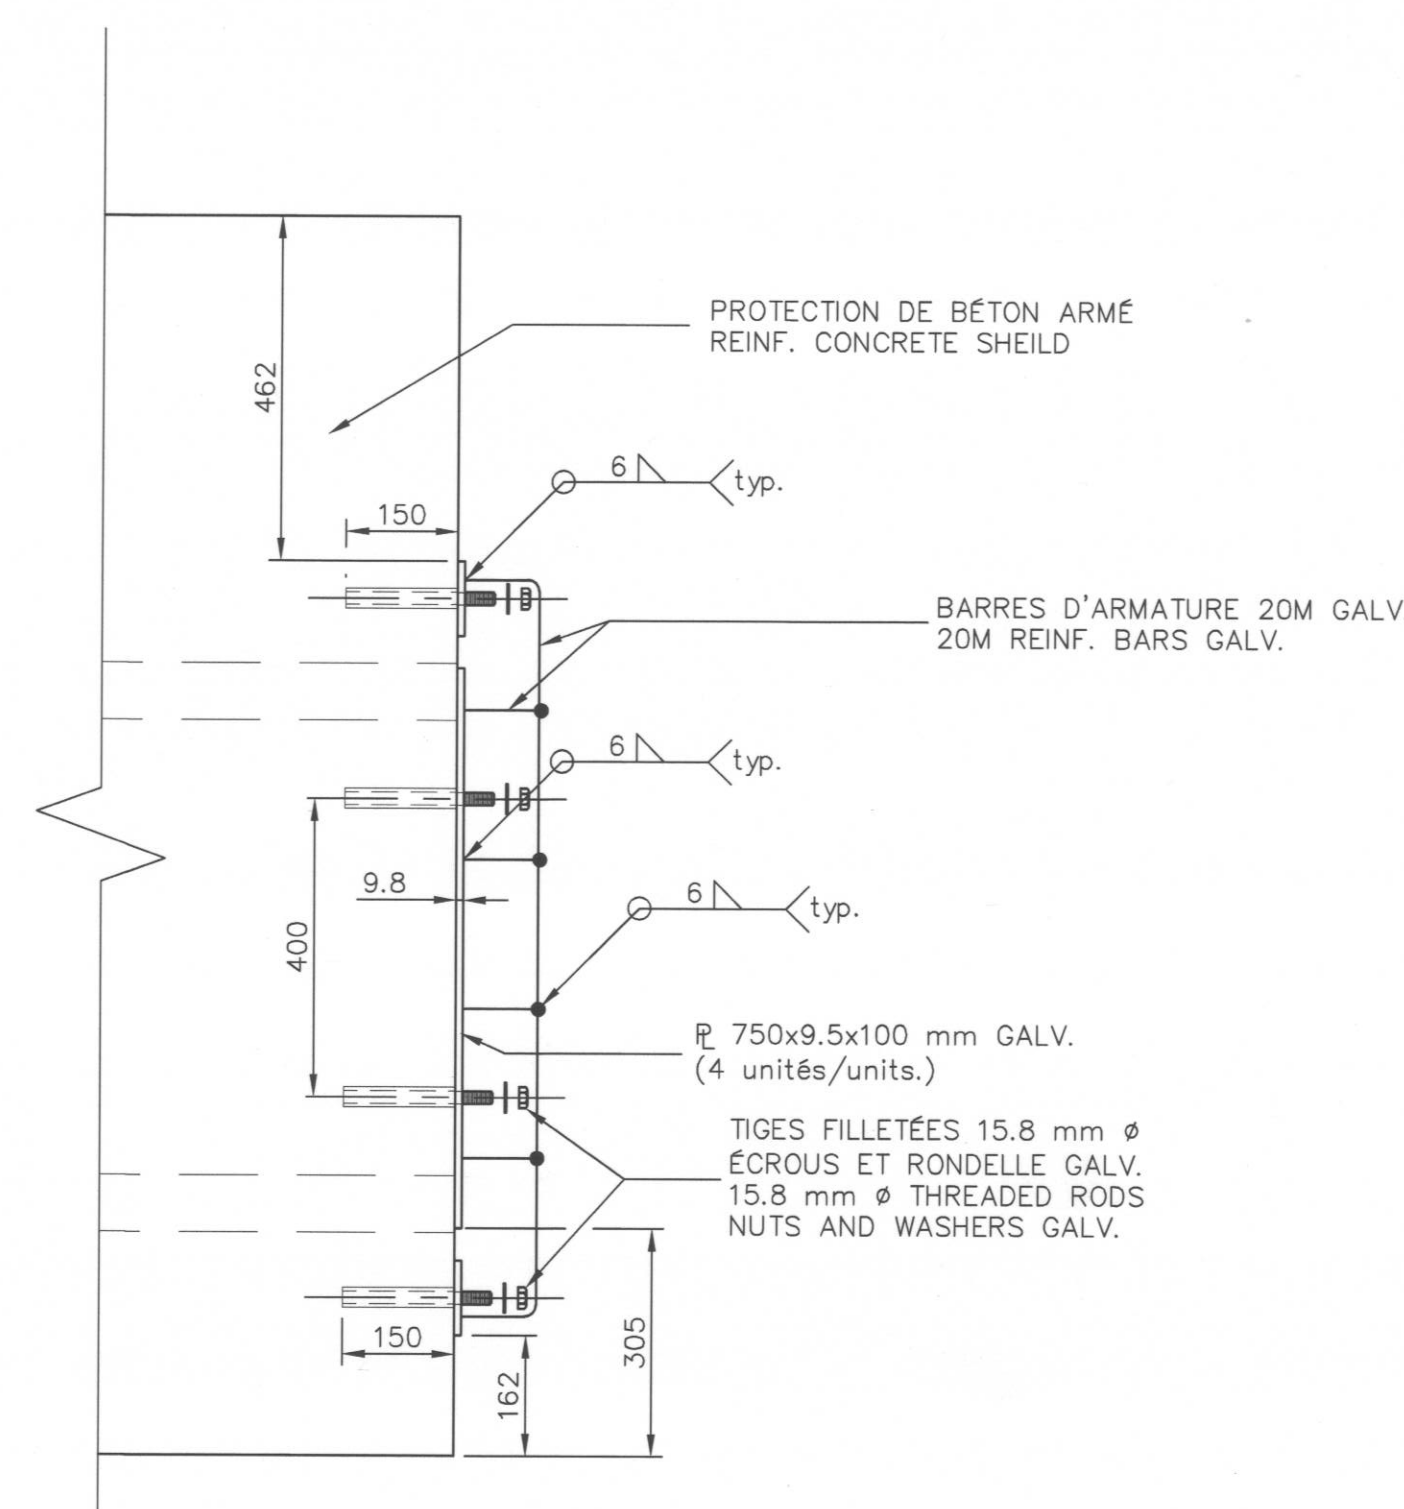 PROTECTION DE BÉTON ARMÉ
REINF. CONCRETE SHEILD
462
6
typ.
150
BARRES D'ARMATURE 20M GALV
20M REINF. BARS GALV.
6
typ.
9.8
6
typ.
400
PL 750x9.5x100 mm GALV.
(4 unités/units.)
TIGES FILLETÉES 15.8 mm ø
ÉCROUS ET RONDELLE GALV.
15.8 mm ø THREADED RODS
NUTS AND WASHERS GALV.
150
305
162